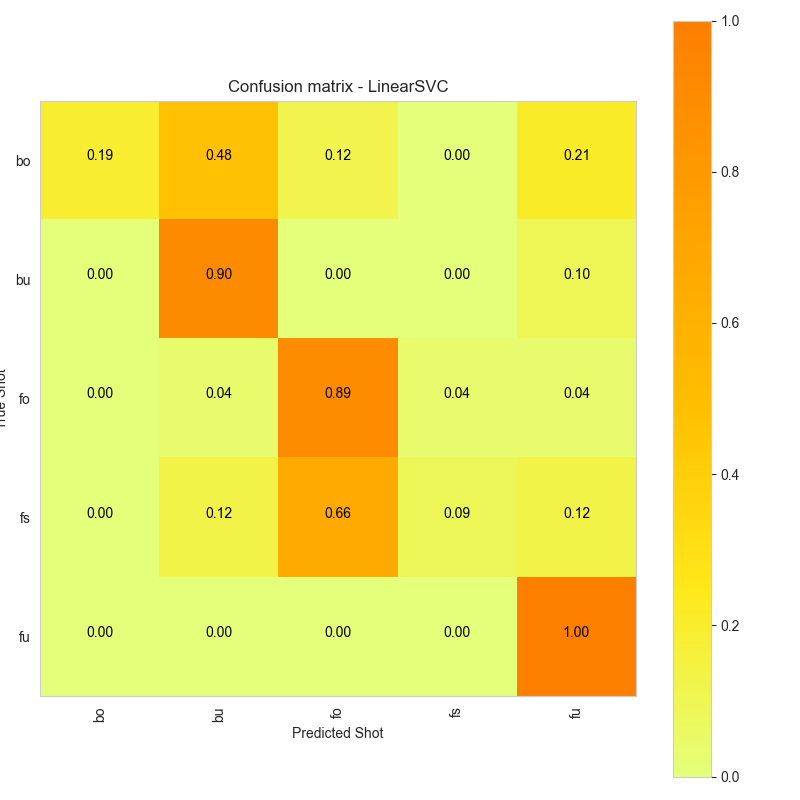 Confusion matrix - LinearSVC
bo 0.19 0.48 0.12 0.00 0.21
bu 0.00 0.90 0.00 0.00 0.10
fo 0.00 0.04 0.89 0.04 0.04
fs 0.00 0.12 0.66 0.09 0.12
fu 0.00 0.00 0.00 0.00 1.00
bo bu fo fs fu
Predicted Shot
True Shot
1.0
0.8
0.6
0.4
0.2
0.0